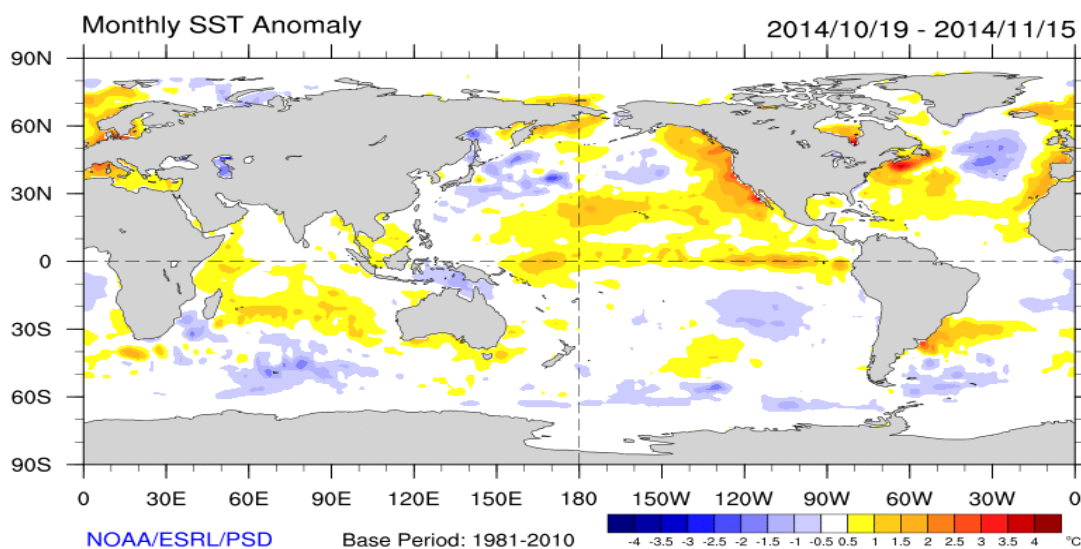 Monthly SST Anomaly 2014/10/19 - 2014/11/15
90N
60N
30N
0
30S
60S
90S
0 30E 60E 90E 120E 150E 180 150W 120W 90W 60W 30W 0
NOAA/ESRL/PSD Base Period: 1981-2010
-4 -3.5 -3 -2.5 -2 -1.5 -1 -0.5 0.5 1 1.5 2 2.5 3 3.5 4 °C